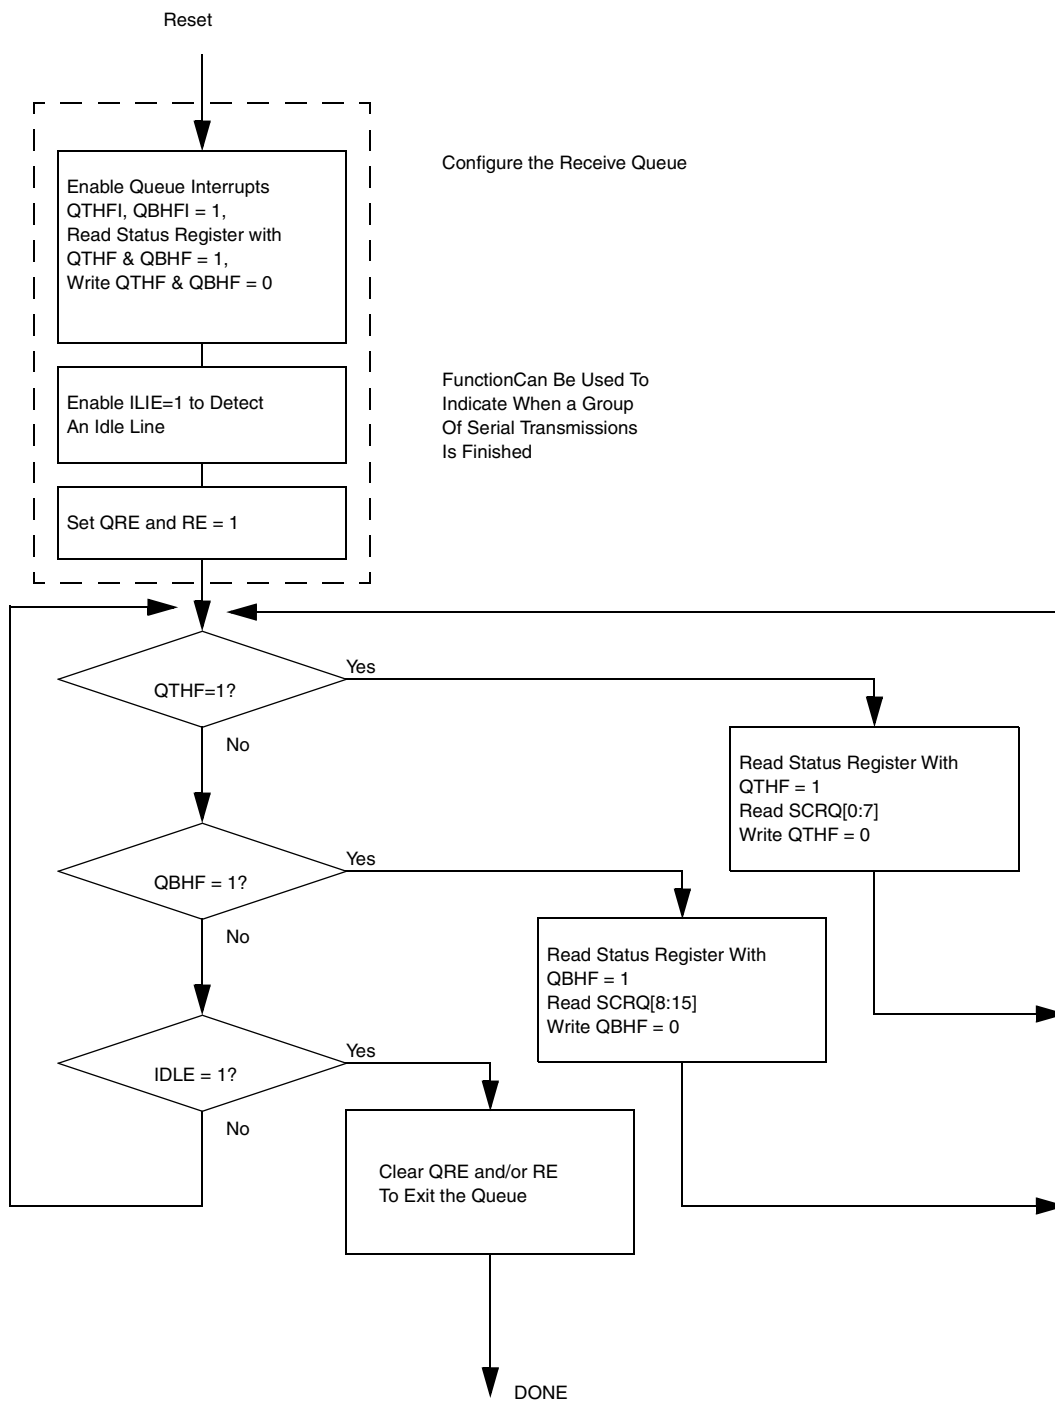 Reset
Configure the Receive Queue
Enable Queue Interrupts
QTHFI, QBHFI = 1,
Read Status Register with
QTHF & QBHF = 1,
Write QTHF & QBHF = 0
FunctionCan Be Used To
Indicate When a Group
Of Serial Transmissions
Is Finished
Enable ILIE=1 to Detect
An Idle Line
Set QRE and RE = 1
QTHF=1?
Yes
No
Read Status Register With
QTHF = 1
Read SCRQ[0:7]
Write QTHF = 0
QBHF = 1?
Yes
No
Read Status Register With
QBHF = 1
Read SCRQ[8:15]
Write QBHF = 0
IDLE = 1?
Yes
No
Clear QRE and/or RE
To Exit the Queue
DONE